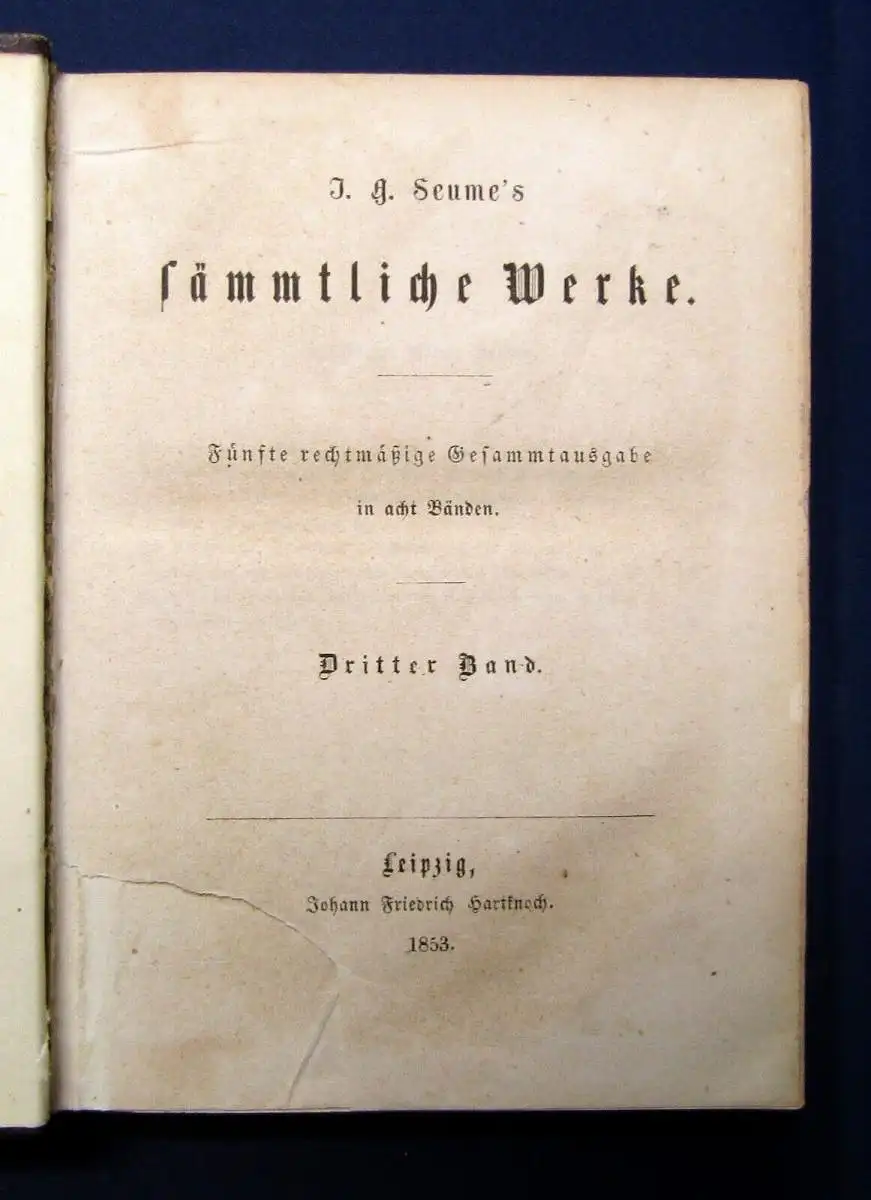 J. G. Seume's
sämmtliche Werke.
Fünfte rechtmäßige Gesammtausgabe
in acht Bänden.
Dritter Band.
Leipzig,
Johann Friedrich Hartknoch.
1853.